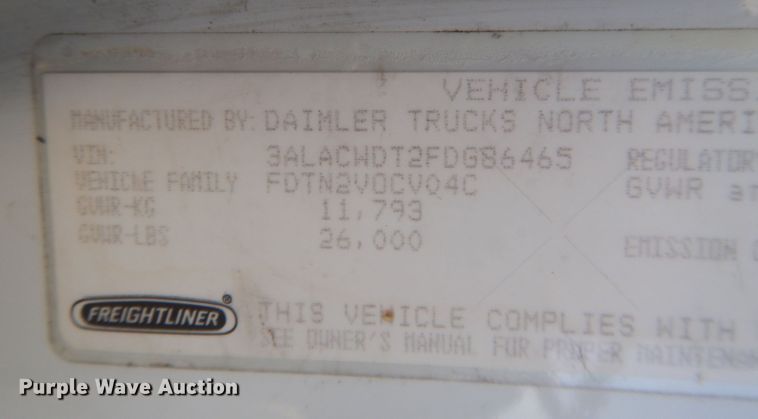 VEHICLE EMISS
MANUFACTURED BY: DAIMLER TRUCKS NORTH AMERI
VIN: 3ALACWDT2FDG86465 REGULATOR
VEHICLE FAMILY FDTN2VOCV04C GVWR an
GVWR-KG 11,793
GVWR-LBS 26,000 EMISSION
FREIGHTLINER®
THIS VEHICLE COMPLIES WITH
SEE OWNER'S MANUAL FOR PROPER MAINTENAN
Purple Wave Auction